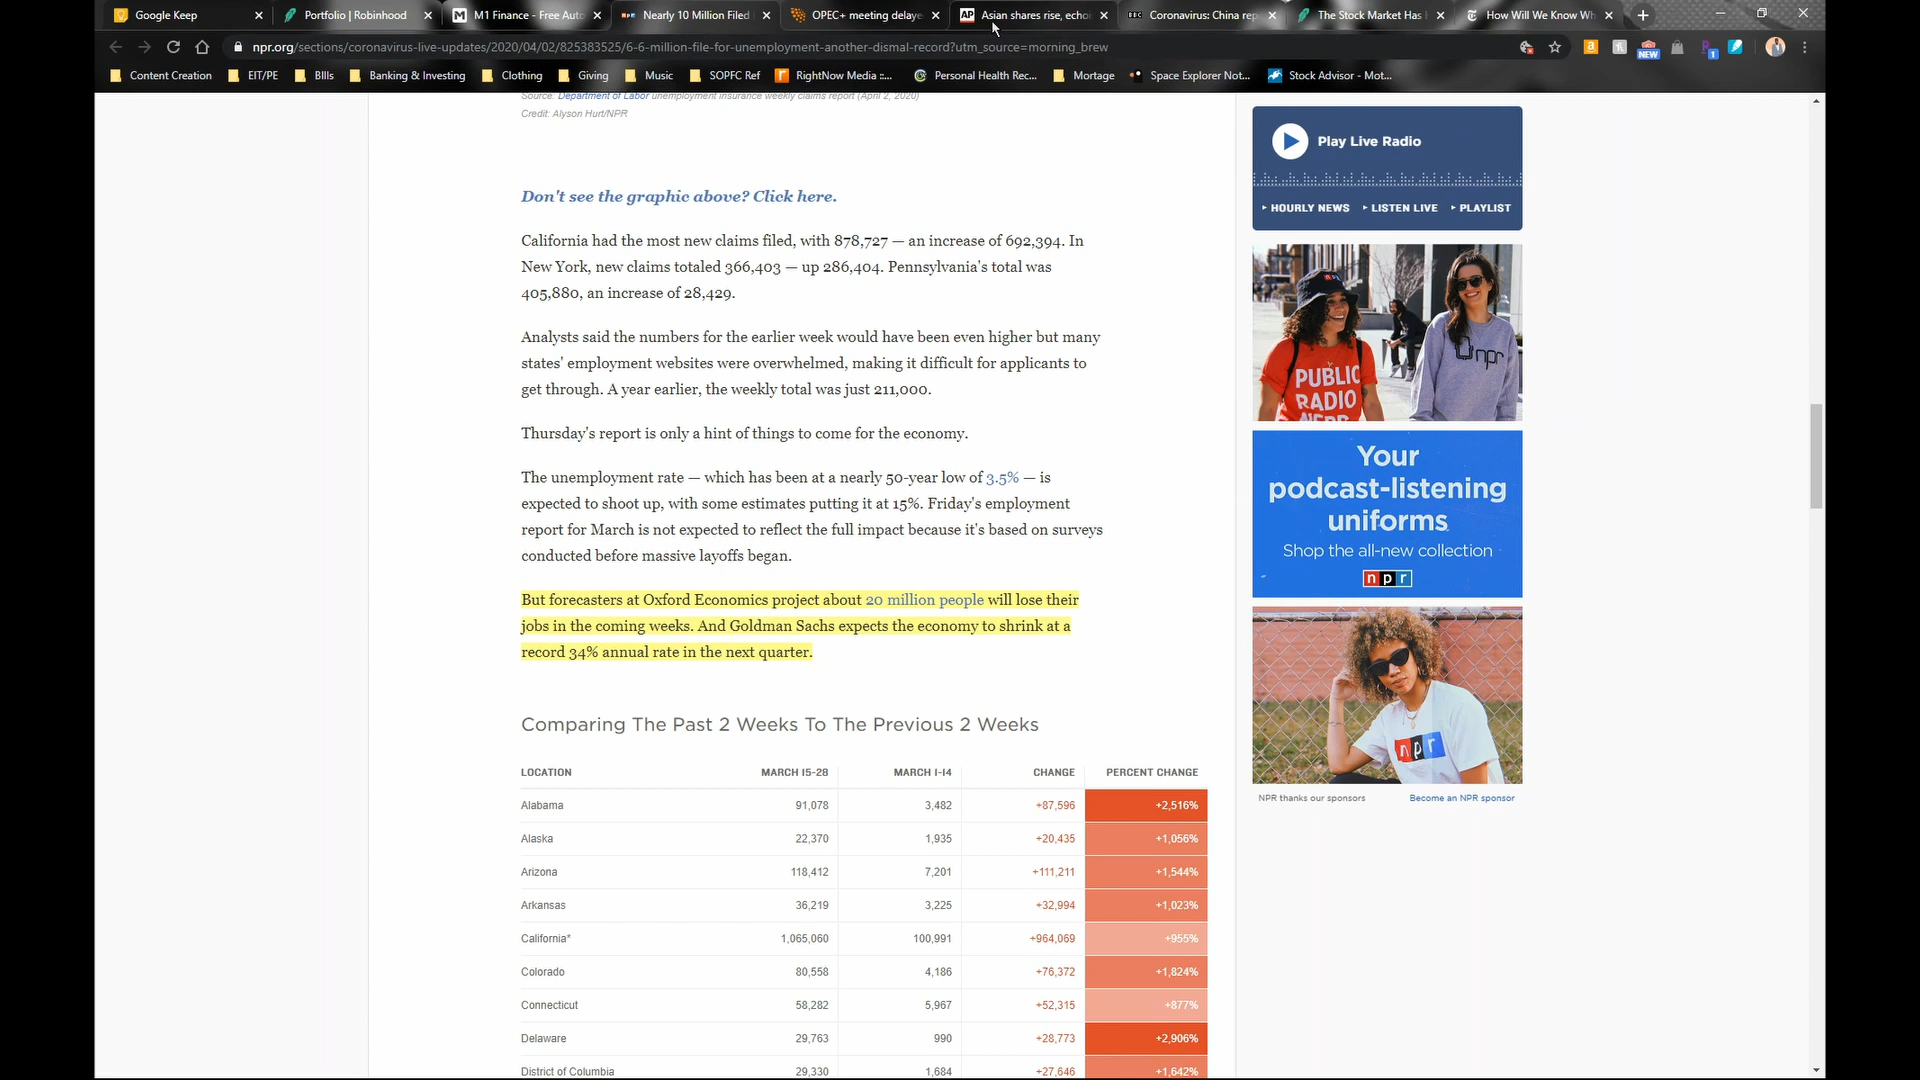 Google Keep
Portfolio | Robinhood
M1 Finance - Free Auto
Nearly 10 Million Filed
OPEC+ meeting delaye
AP Asian shares rise, echo
BBC Coronavirus: China rep
The Stock Market Has
How Will We Know Wh
npr.org/sections/coronavirus-live-updates/2020/04/02/825383525/6-6-million-file-for-unemployment-another-dismal-record?utm_source=morning_brew
NEW
1
Content Creation
EIT/PE
Bills
Banking & Investing
Clothing
Giving
Music
SOPFC Ref
RightNow Media ::...
Personal Health Rec...
Mortage
Space Explorer Not...
Stock Advisor - Mot...
Source: Department of Labor unemployment insurance weekly claims report (April 2, 2020)
Credit: Alyson Hurt/NPR
Don't see the graphic above? Click here.
California had the most new claims filed, with 878,727 — an increase of 692,394. In
New York, new claims totaled 366,403 — up 286,404. Pennsylvania's total was
405,880, an increase of 28,429.
Analysts said the numbers for the earlier week would have been even higher but many
states' employment websites were overwhelmed, making it difficult for applicants to
get through. A year earlier, the weekly total was just 211,000.
Thursday's report is only a hint of things to come for the economy.
The unemployment rate — which has been at a nearly 50-year low of 3.5% — is
expected to shoot up, with some estimates putting it at 15%. Friday's employment
report for March is not expected to reflect the full impact because it's based on surveys
conducted before massive layoffs began.
But forecasters at Oxford Economics project about 20 million people will lose their
jobs in the coming weeks. And Goldman Sachs expects the economy to shrink at a
record 34% annual rate in the next quarter.
Comparing The Past 2 Weeks To The Previous 2 Weeks
LOCATION MARCH 15-28 MARCH 1-14 CHANGE PERCENT CHANGE
Alabama 91,078 3,482 +87,596 +2,516%
Alaska 22,370 1,935 +20,435 +1,056%
Arizona 118,412 7,201 +111,211 +1,544%
Arkansas 36,219 3,225 +32,994 +1,023%
California* 1,065,060 100,991 +964,069 +955%
Colorado 80,558 4,186 +76,372 +1,824%
Connecticut 58,282 5,967 +52,315 +877%
Delaware 29,763 990 +28,773 +2,906%
District of Columbia 29,330 1,684 +27,646 +1,642%
Play Live Radio
HOURLY NEWS LISTEN LIVE PLAYLIST
PUBLIC
RADIO
npr
Your
podcast-listening
uniforms
Shop the all-new collection
npr
npr
NPR thanks our sponsors
Become an NPR sponsor